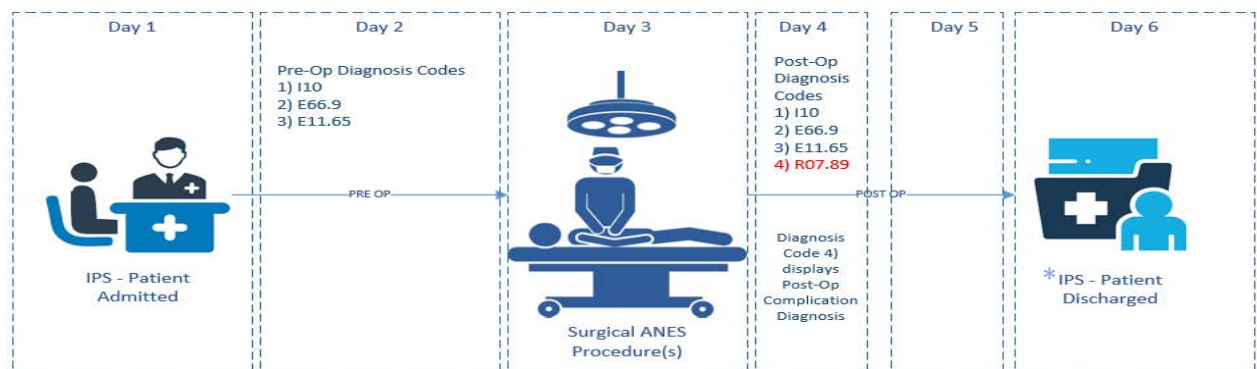 Day 1
Day 2
Day 3
Day 4
Day 5
Day 6
Pre-Op Diagnosis Codes
1) I10
2) E66.9
3) E11.65
Post-Op
Diagnosis
Codes
1) I10
2) E66.9
3) E11.65
4) R07.89
PRE OP
POST OP
IPS - Patient
Admitted
Surgical ANES
Procedure(s)
Diagnosis
Code 4)
displays
Post-Op
Complication
Diagnosis
*IPS - Patient
Discharged